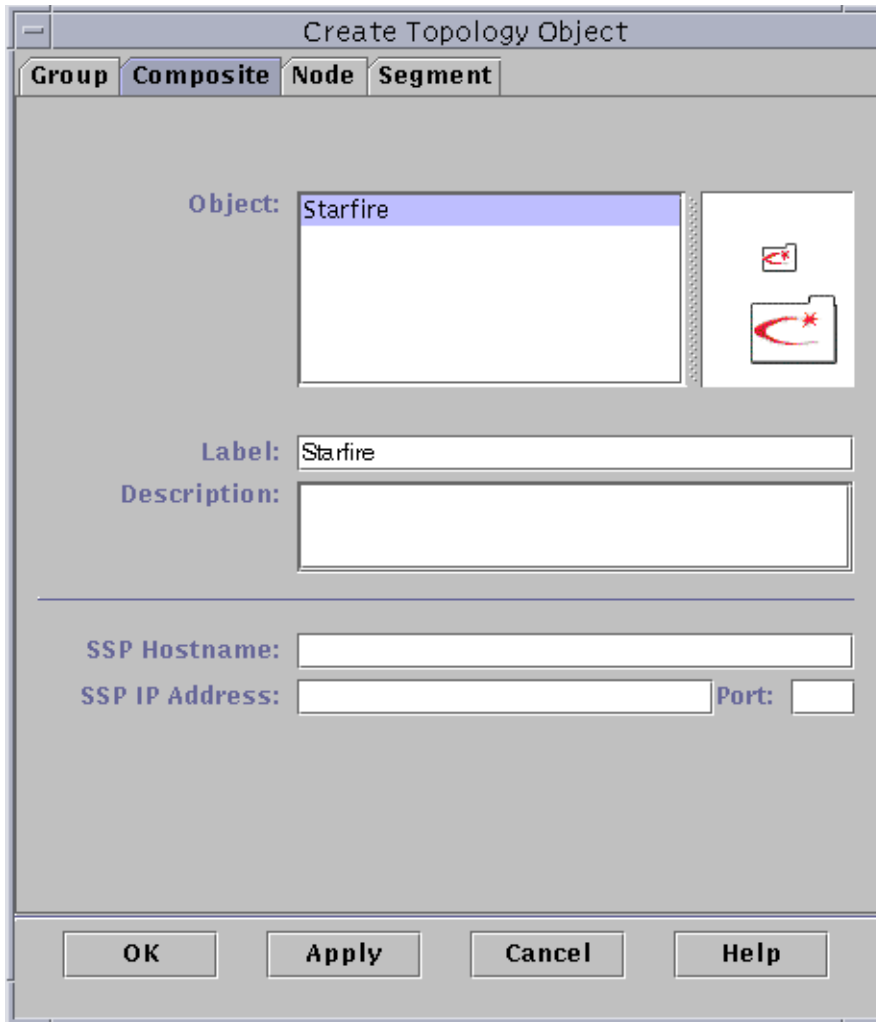 Create Topology Object
Group Composite Node Segment
Object: Starfire
Label: Starfire
Description:
SSP Hostname:
SSP IP Address: Port:
OK Apply Cancel Help